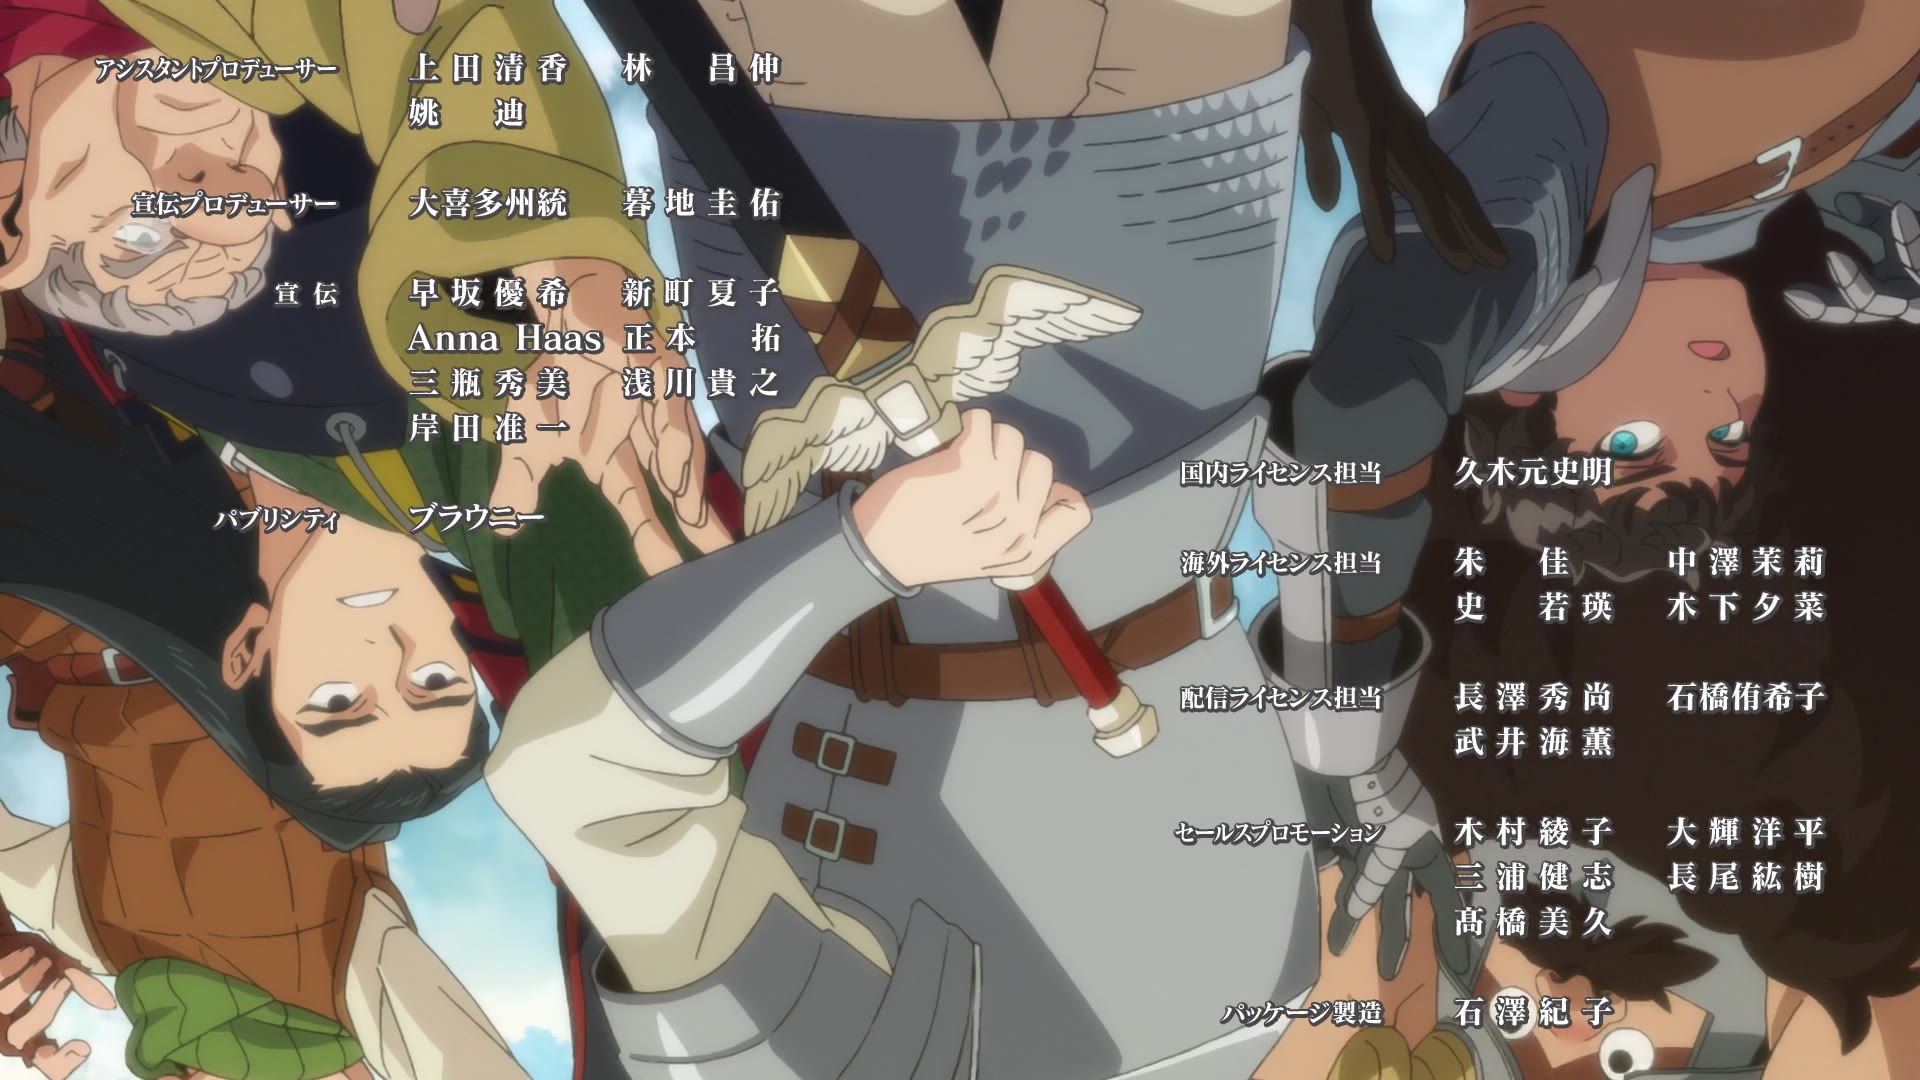 アシスタントプロデューサー 上田清香 林 昌伸
姚 迪
宣伝プロデューサー 大喜多州統 暮地圭佑
宣伝 早坂優希 新町夏子
Anna Haas 正本 拓
三瓶秀美 浅川貴之
岸田准一
パブリシティ ブラウニー
国内ライセンス担当 久木元史明
海外ライセンス担当 朱 佳 中澤茉莉
史 若瑛 木下夕菜
配信ライセンス担当 長澤秀尚 石橋侑希子
武井海薫
セールスプロモーション 木村綾子 大輝洋平
三浦健志 長尾紘樹
髙橋美久
パッケージ製造 石澤紀子